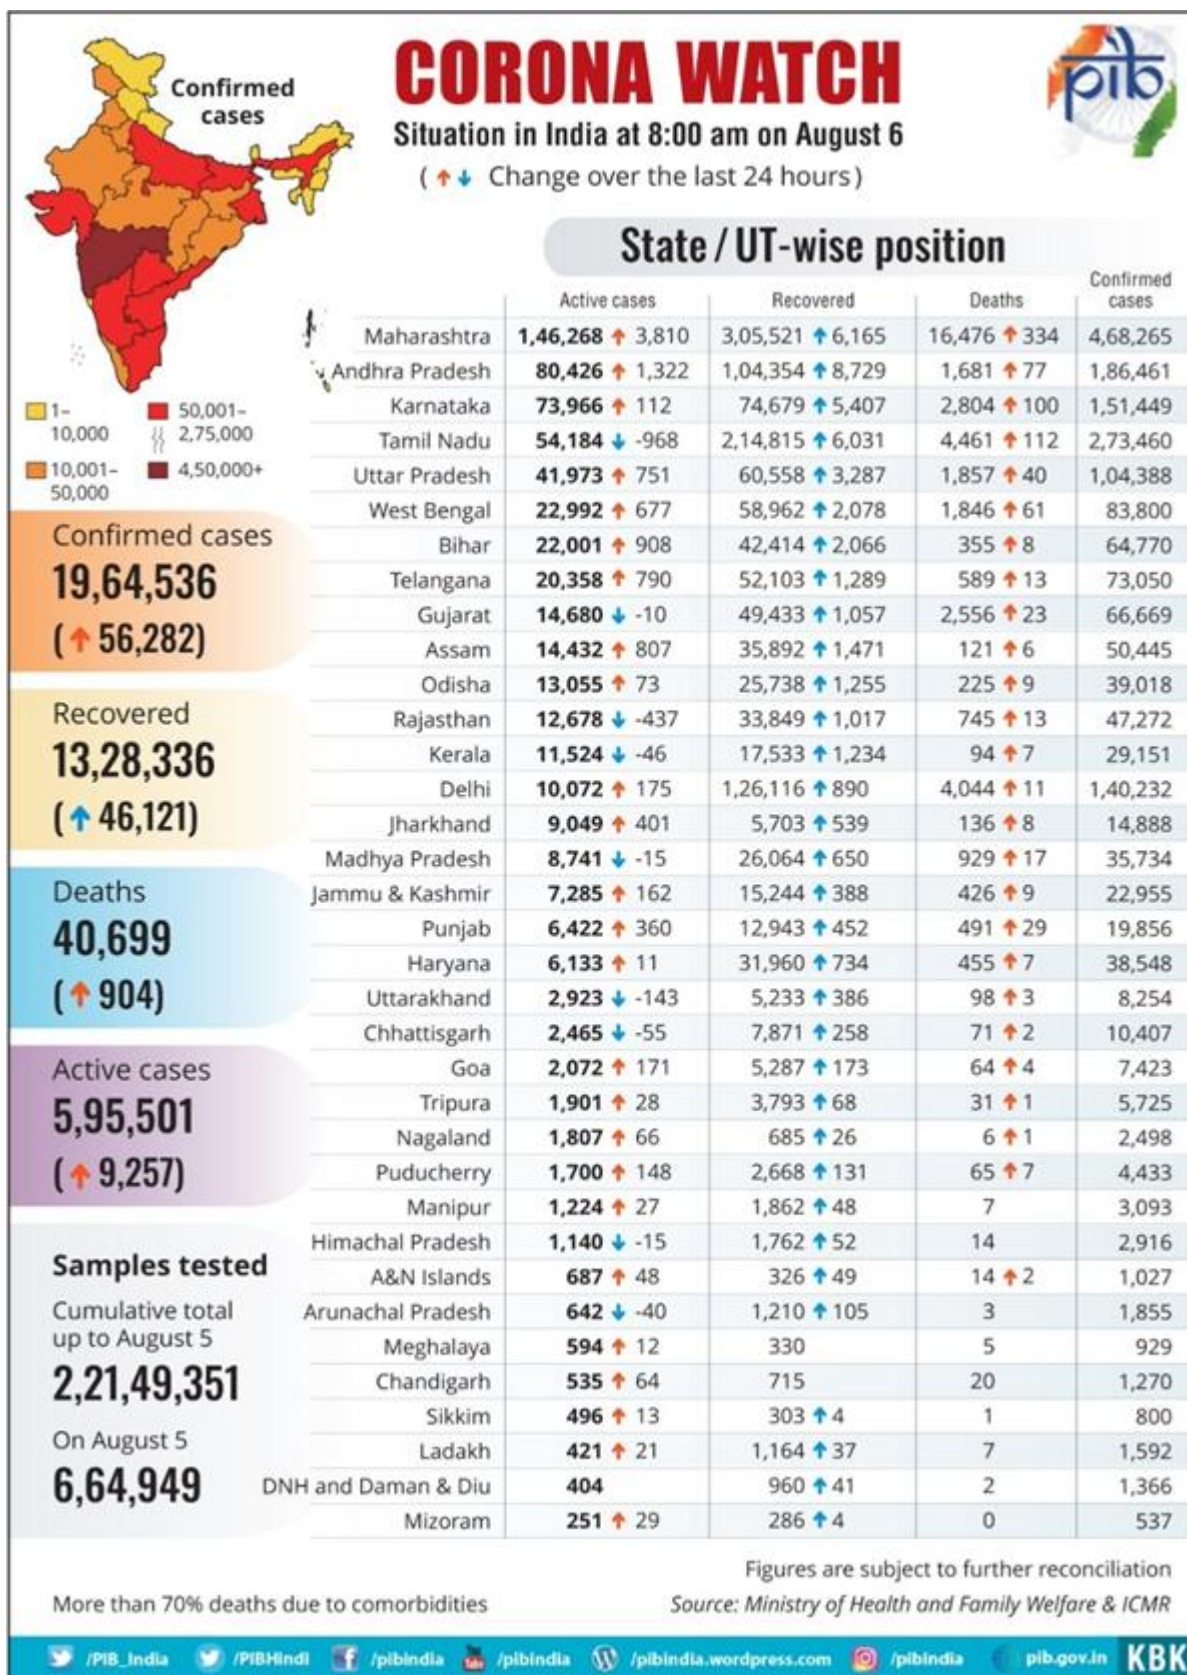 Confirmed
cases
CORONA WATCH
Situation in India at 8:00 am on August 6
( ↑ ↓ Change over the last 24 hours )
pib
1–
10,000
50,001–
2,75,000
10,001–
50,000
4,50,000+
Confirmed cases
19,64,536
(↑ 56,282)
Recovered
13,28,336
(↑ 46,121)
Deaths
40,699
(↑ 904)
Active cases
5,95,501
(↑ 9,257)
Samples tested
Cumulative total
up to August 5
2,21,49,351
On August 5
6,64,949
State / UT-wise position
Active cases Recovered Deaths Confirmed cases
Maharashtra 1,46,268 ↑ 3,810 3,05,521 ↑ 6,165 16,476 ↑ 334 4,68,265
Andhra Pradesh 80,426 ↑ 1,322 1,04,354 ↑ 8,729 1,681 ↑ 77 1,86,461
Karnataka 73,966 ↑ 112 74,679 ↑ 5,407 2,804 ↑ 100 1,51,449
Tamil Nadu 54,184 ↓ -968 2,14,815 ↑ 6,031 4,461 ↑ 112 2,73,460
Uttar Pradesh 41,973 ↑ 751 60,558 ↑ 3,287 1,857 ↑ 40 1,04,388
West Bengal 22,992 ↑ 677 58,962 ↑ 2,078 1,846 ↑ 61 83,800
Bihar 22,001 ↑ 908 42,414 ↑ 2,066 355 ↑ 8 64,770
Telangana 20,358 ↑ 790 52,103 ↑ 1,289 589 ↑ 13 73,050
Gujarat 14,680 ↓ -10 49,433 ↑ 1,057 2,556 ↑ 23 66,669
Assam 14,432 ↑ 807 35,892 ↑ 1,471 121 ↑ 6 50,445
Odisha 13,055 ↑ 73 25,738 ↑ 1,255 225 ↑ 9 39,018
Rajasthan 12,678 ↓ -437 33,849 ↑ 1,017 745 ↑ 13 47,272
Kerala 11,524 ↓ -46 17,533 ↑ 1,234 94 ↑ 7 29,151
Delhi 10,072 ↑ 175 1,26,116 ↑ 890 4,044 ↑ 11 1,40,232
Jharkhand 9,049 ↑ 401 5,703 ↑ 539 136 ↑ 8 14,888
Madhya Pradesh 8,741 ↓ -15 26,064 ↑ 650 929 ↑ 17 35,734
Jammu & Kashmir 7,285 ↑ 162 15,244 ↑ 388 426 ↑ 9 22,955
Punjab 6,422 ↑ 360 12,943 ↑ 452 491 ↑ 29 19,856
Haryana 6,133 ↑ 11 31,960 ↑ 734 455 ↑ 7 38,548
Uttarakhand 2,923 ↓ -143 5,233 ↑ 386 98 ↑ 3 8,254
Chhattisgarh 2,465 ↓ -55 7,871 ↑ 258 71 ↑ 2 10,407
Goa 2,072 ↑ 171 5,287 ↑ 173 64 ↑ 4 7,423
Tripura 1,901 ↑ 28 3,793 ↑ 68 31 ↑ 1 5,725
Nagaland 1,807 ↑ 66 685 ↑ 26 6 ↑ 1 2,498
Puducherry 1,700 ↑ 148 2,668 ↑ 131 65 ↑ 7 4,433
Manipur 1,224 ↑ 27 1,862 ↑ 48 7 3,093
Himachal Pradesh 1,140 ↓ -15 1,762 ↑ 52 14 2,916
A&N Islands 687 ↑ 48 326 ↑ 49 14 ↑ 2 1,027
Arunachal Pradesh 642 ↓ -40 1,210 ↑ 105 3 1,855
Meghalaya 594 ↑ 12 330 5 929
Chandigarh 535 ↑ 64 715 20 1,270
Sikkim 496 ↑ 13 303 ↑ 4 1 800
Ladakh 421 ↑ 21 1,164 ↑ 37 7 1,592
DNH and Daman & Diu 404 960 ↑ 41 2 1,366
Mizoram 251 ↑ 29 286 ↑ 4 0 537
Figures are subject to further reconciliation
More than 70% deaths due to comorbidities
Source: Ministry of Health and Family Welfare & ICMR
/PIB_India /PIBHindi /pibindia /pibindia /pibindia.wordpress.com /pibindia pib.gov.in KBK